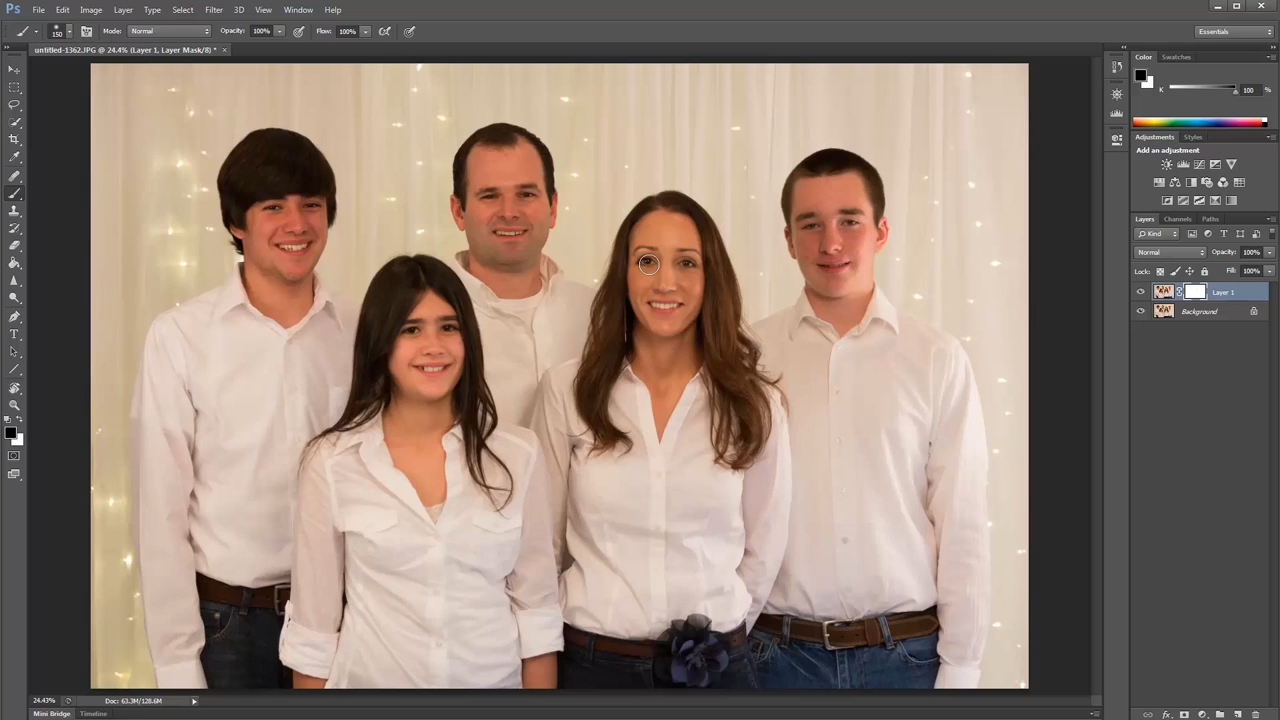 Ps File Edit Image Layer Type Select Filter 3D View Window Help
150 Mode: Normal Opacity: 100% Flow: 100% Essentials
untitled-1362.JPG @ 24.4% (Layer 1, Layer Mask/8) * ×
Color Swatches
K 100 %
Adjustments Styles
Add an adjustment
Layers Channels Paths
Kind
Normal Opacity: 100%
Lock: Fill: 100%
Layer 1
Background
24.43% Doc: 63.3M/128.6M
Mini Bridge Timeline